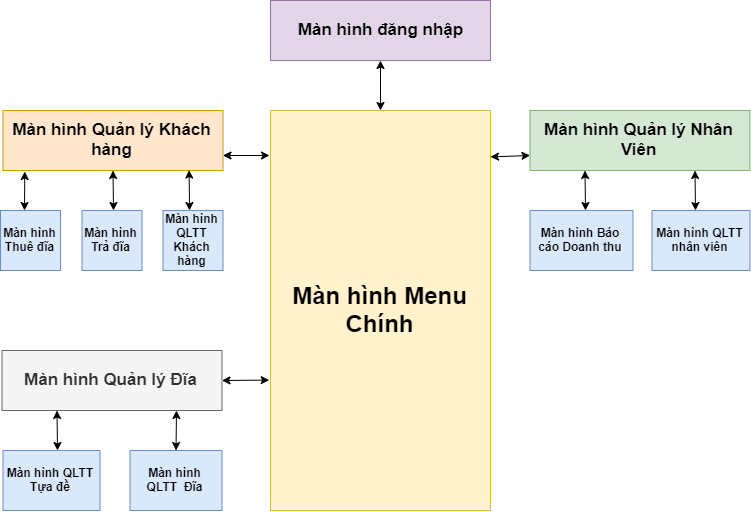 Màn hình đăng nhập
Màn hình Quản lý Khách
hàng
Màn hình Quản lý Nhân
Viên
Màn hình
Thuê đĩa
Màn hình
Trả đĩa
Màn hình
QLTT
Khách
hàng
Màn hình Báo
cáo Doanh thu
Màn hình QLTT
nhân viên
Màn hình Menu
Chính
Màn hình Quản lý Đĩa
Màn hình QLTT
Tựa đề
Màn hình
QLTT Đĩa